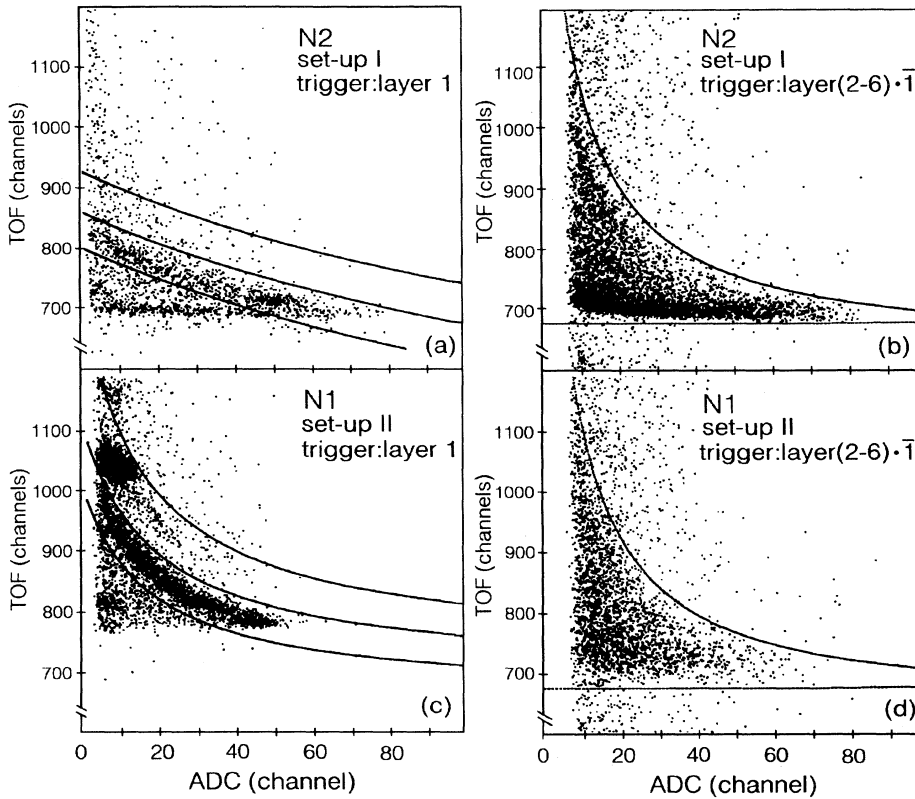 N2
set-up I
trigger:layer 1
1100
1000
900
800
700
TOF (channels)
(a)
N2
set-up I
trigger:layer(2-6)·1̅
1100
1000
900
800
700
TOF (channels)
(b)
N1
set-up II
trigger:layer 1
1100
1000
900
800
700
TOF (channels)
(c)
0 20 40 60 80
ADC (channel)
N1
set-up II
trigger:layer(2-6)·1̅
1100
1000
900
800
700
TOF (channels)
(d)
0 20 40 60 80
ADC (channel)